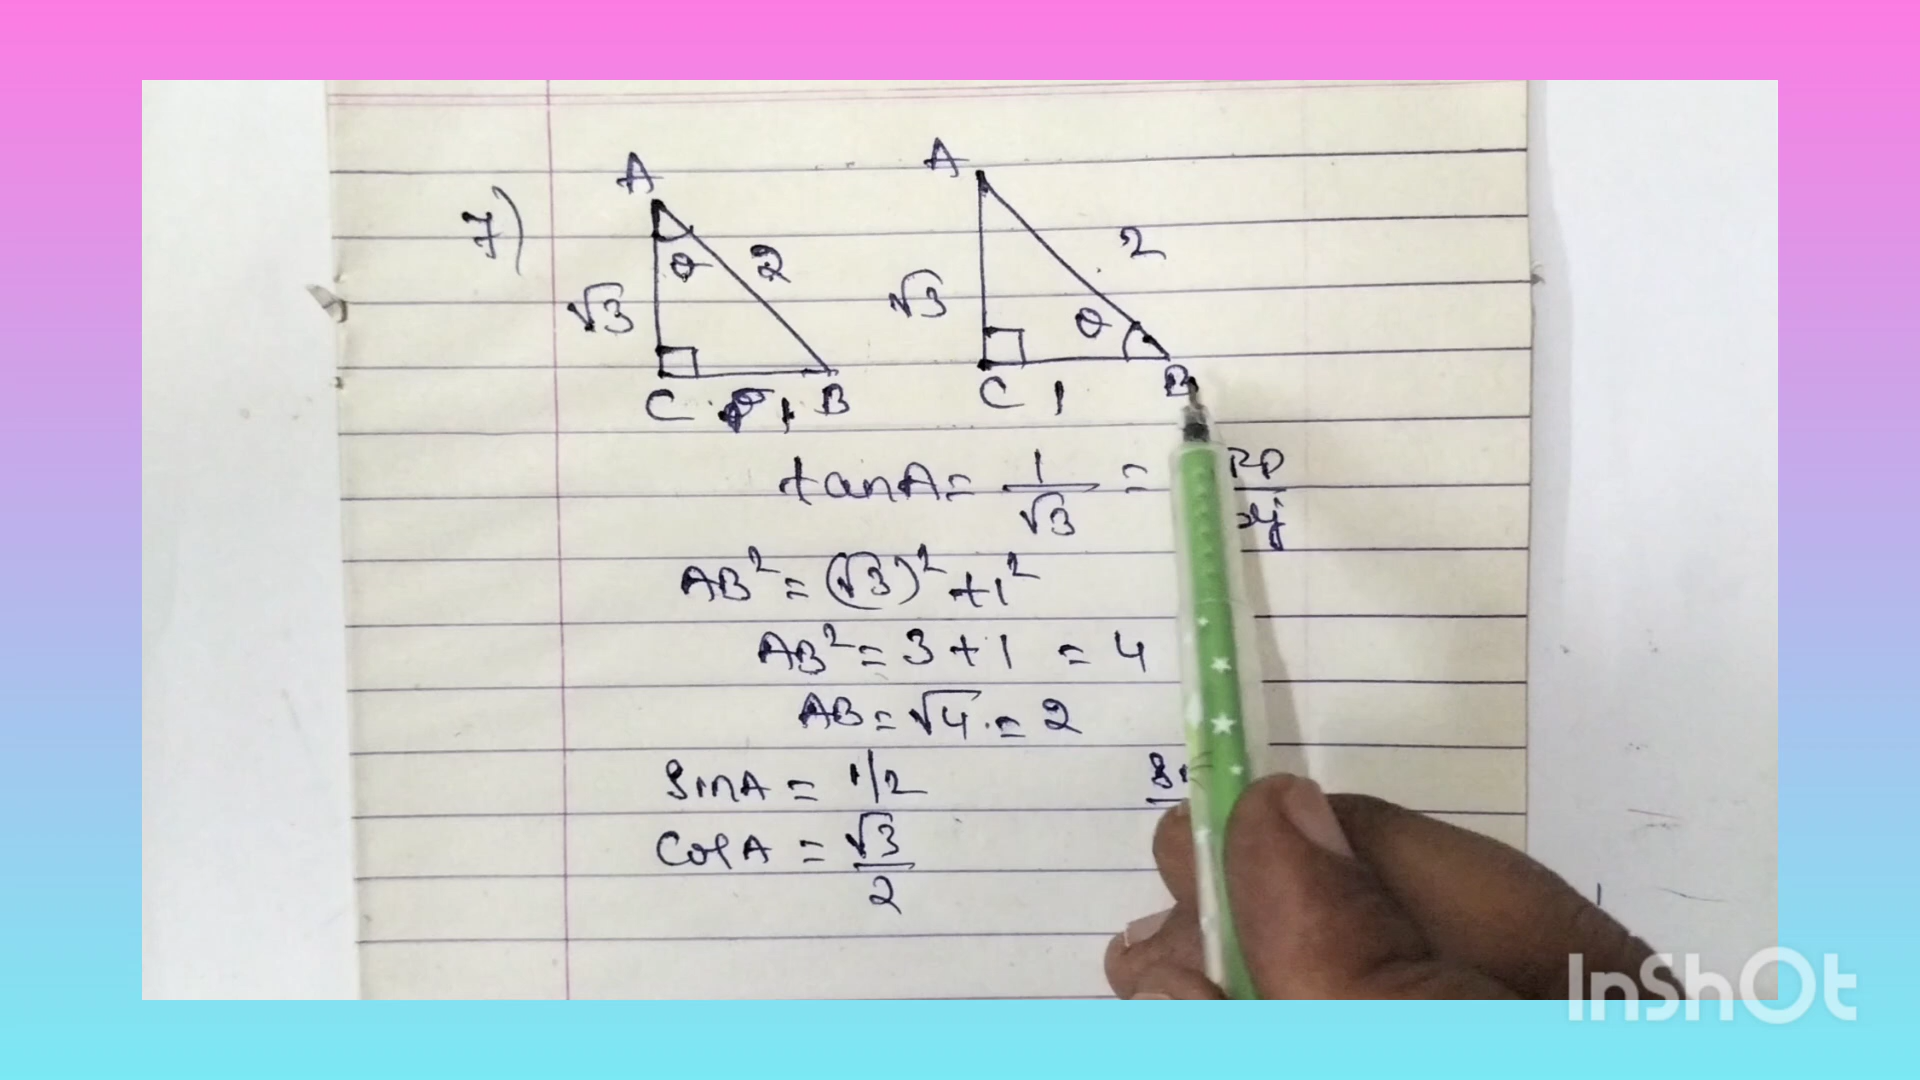 7)
A
θ
2
√3
C 1 B
A
2
√3
θ
C 1 B
tanA = 1/√3 =
AB² = (√3)² + 1²
AB² = 3 + 1 = 4
AB = √4 = 2
sinA = 1/2
cosA = √3/2
InShOt